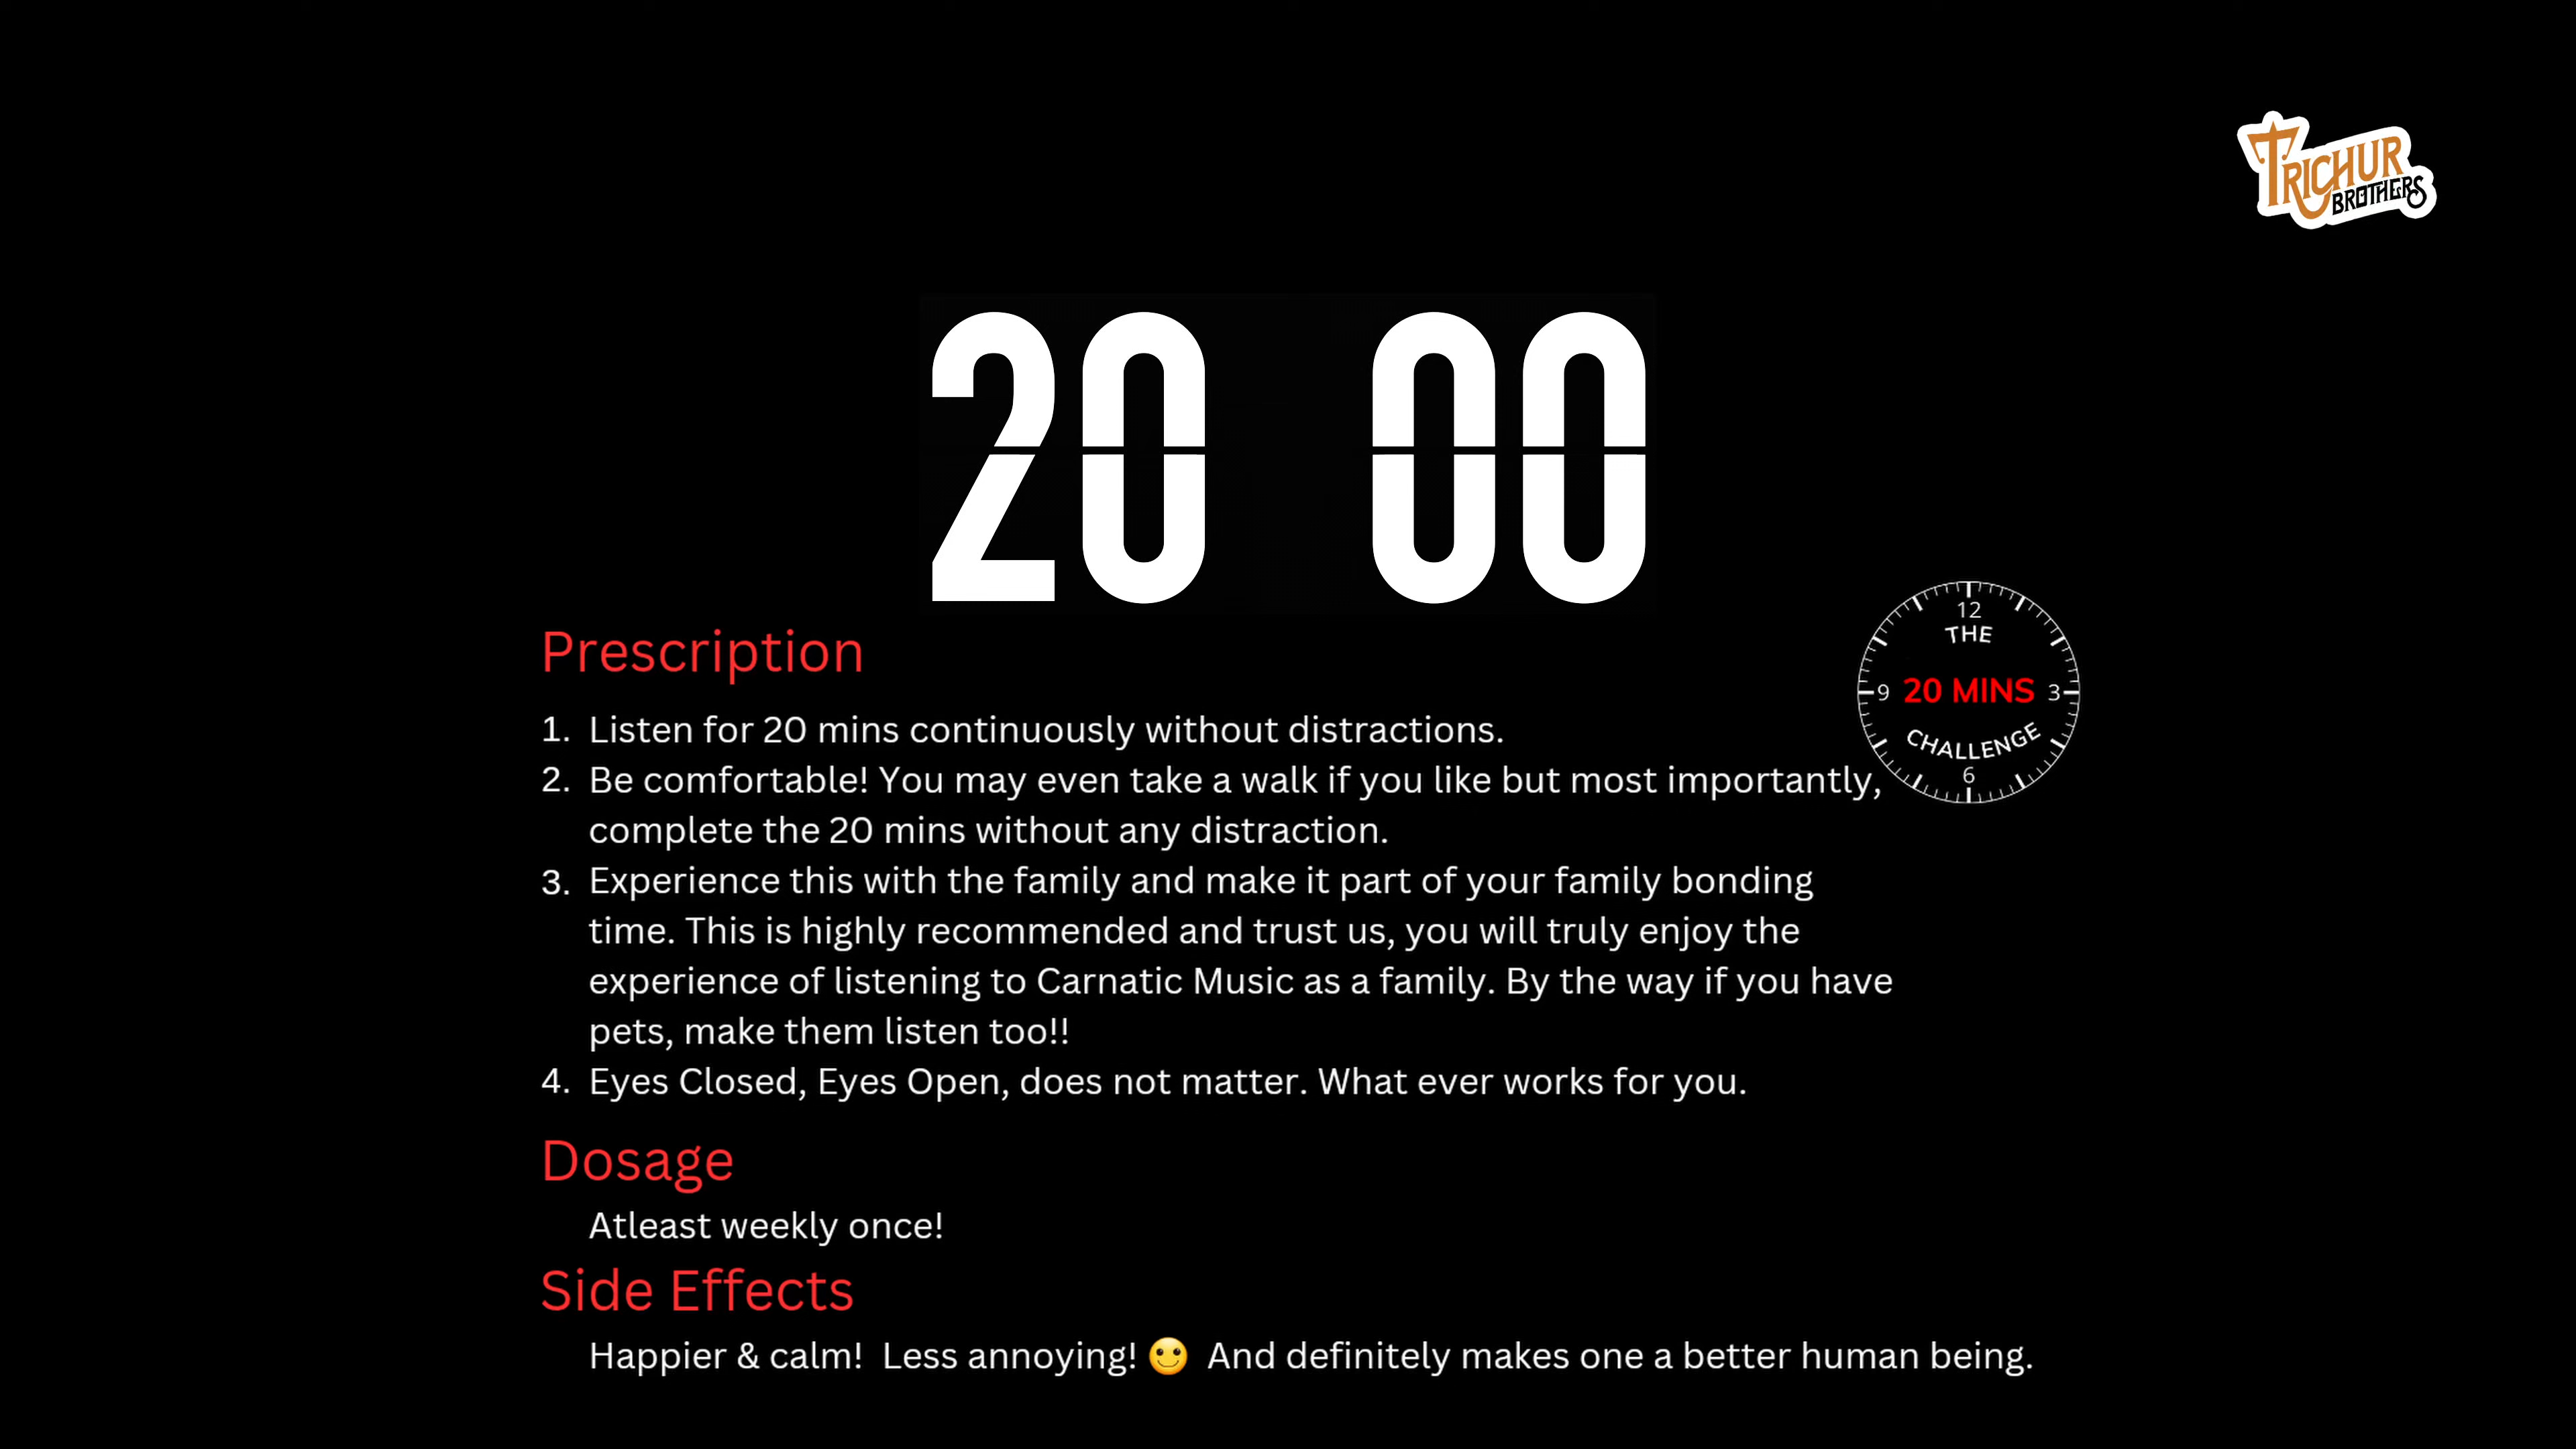 TRICHUR
BROTHERS
20 00
Prescription
12
THE
9 20 MINS 3
CHALLENGE
6
1. Listen for 20 mins continuously without distractions.
2. Be comfortable! You may even take a walk if you like but most importantly,
complete the 20 mins without any distraction.
3. Experience this with the family and make it part of your family bonding
time. This is highly recommended and trust us, you will truly enjoy the
experience of listening to Carnatic Music as a family. By the way if you have
pets, make them listen too!!
4. Eyes Closed, Eyes Open, does not matter. What ever works for you.
Dosage
Atleast weekly once!
Side Effects
Happier & calm! Less annoying! 🙂 And definitely makes one a better human being.